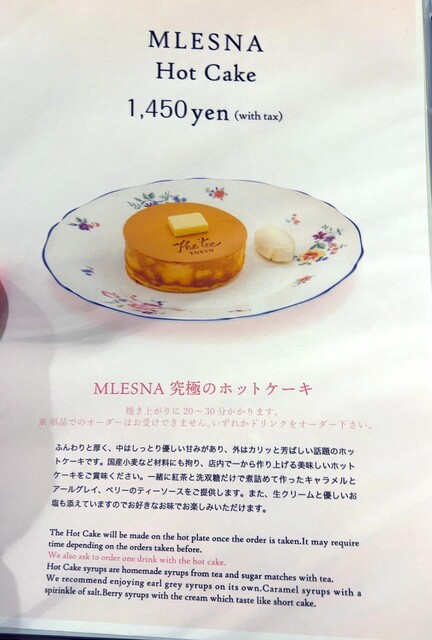 MLESNA
Hot Cake
1,450 yen (with tax)
The tee
TOKYO
MLESNA 究極のホットケーキ
焼き上がりに 20～30 分かかります。
※ 単品でのオーダーはお受けできません、いずれかドリンクをオーダー下さい、
ふんわりと厚く、中はしっとり優しい甘みがあり、外はカリッと芳ばしい話題のホッ
トケーキです。国産小麦など材料にも拘り、店内で一から作り上げる美味しいホット
ケーキをご賞味ください。一緒に紅茶と洗双糖だけで煮詰めて作ったキャラメルと
アールグレイ、ベリーのティーソースをご提供します。また、生クリームと優しいお
塩も添えていますのでお好きなお味でお楽しみいただけます。
The Hot Cake will be made on the hot plate once the order is taken.It may require
time depending on the orders taken before.
We also ask to order one drink with the hot cake.
Hot Cake syrups are homemade syrups from tea and sugar matches with tea.
We recommend enjoying earl grey syrups on its own.Caramel syrups with a
spirinkle of salt.Berry syrups with the cream which taste like short cake.